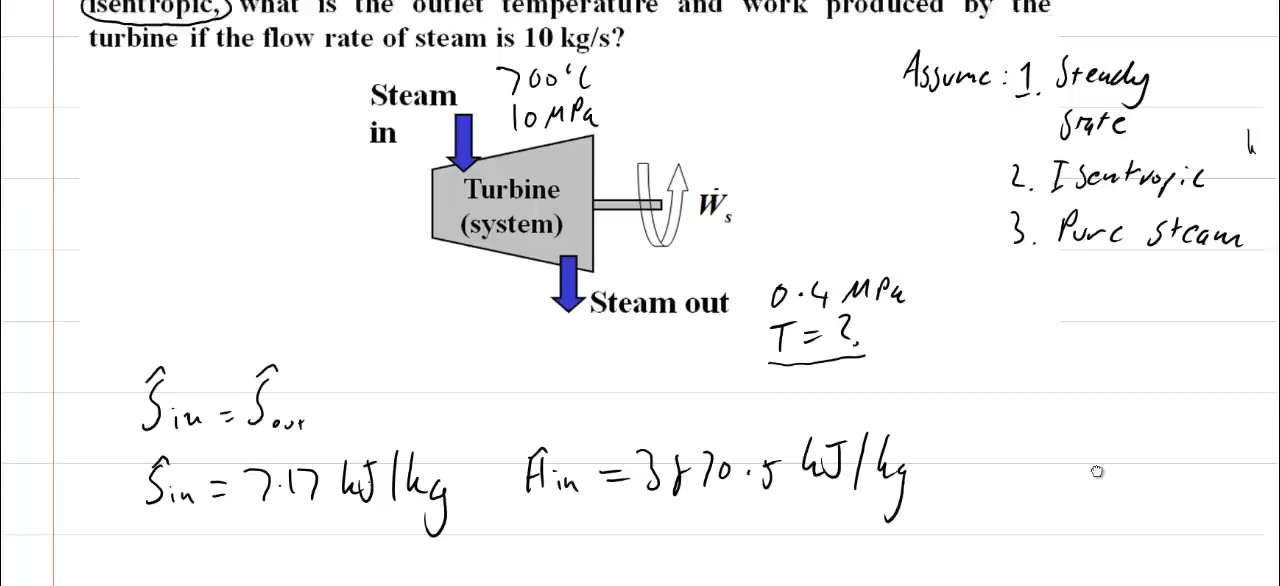 isentropic, what is the outlet temperature and work produced by the
turbine if the flow rate of steam is 10 kg/s?
700°C
10 MPa
Steam
in
Turbine
(system)
Ẇs
Steam out
0.4 MPa
T = ?
Assume: 1. Steady
state
2. Isentropic
3. Pure steam
Ŝin = Ŝout
Ŝin = 7.17 kJ/kg
Ĥin = 3870.5 kJ/kg